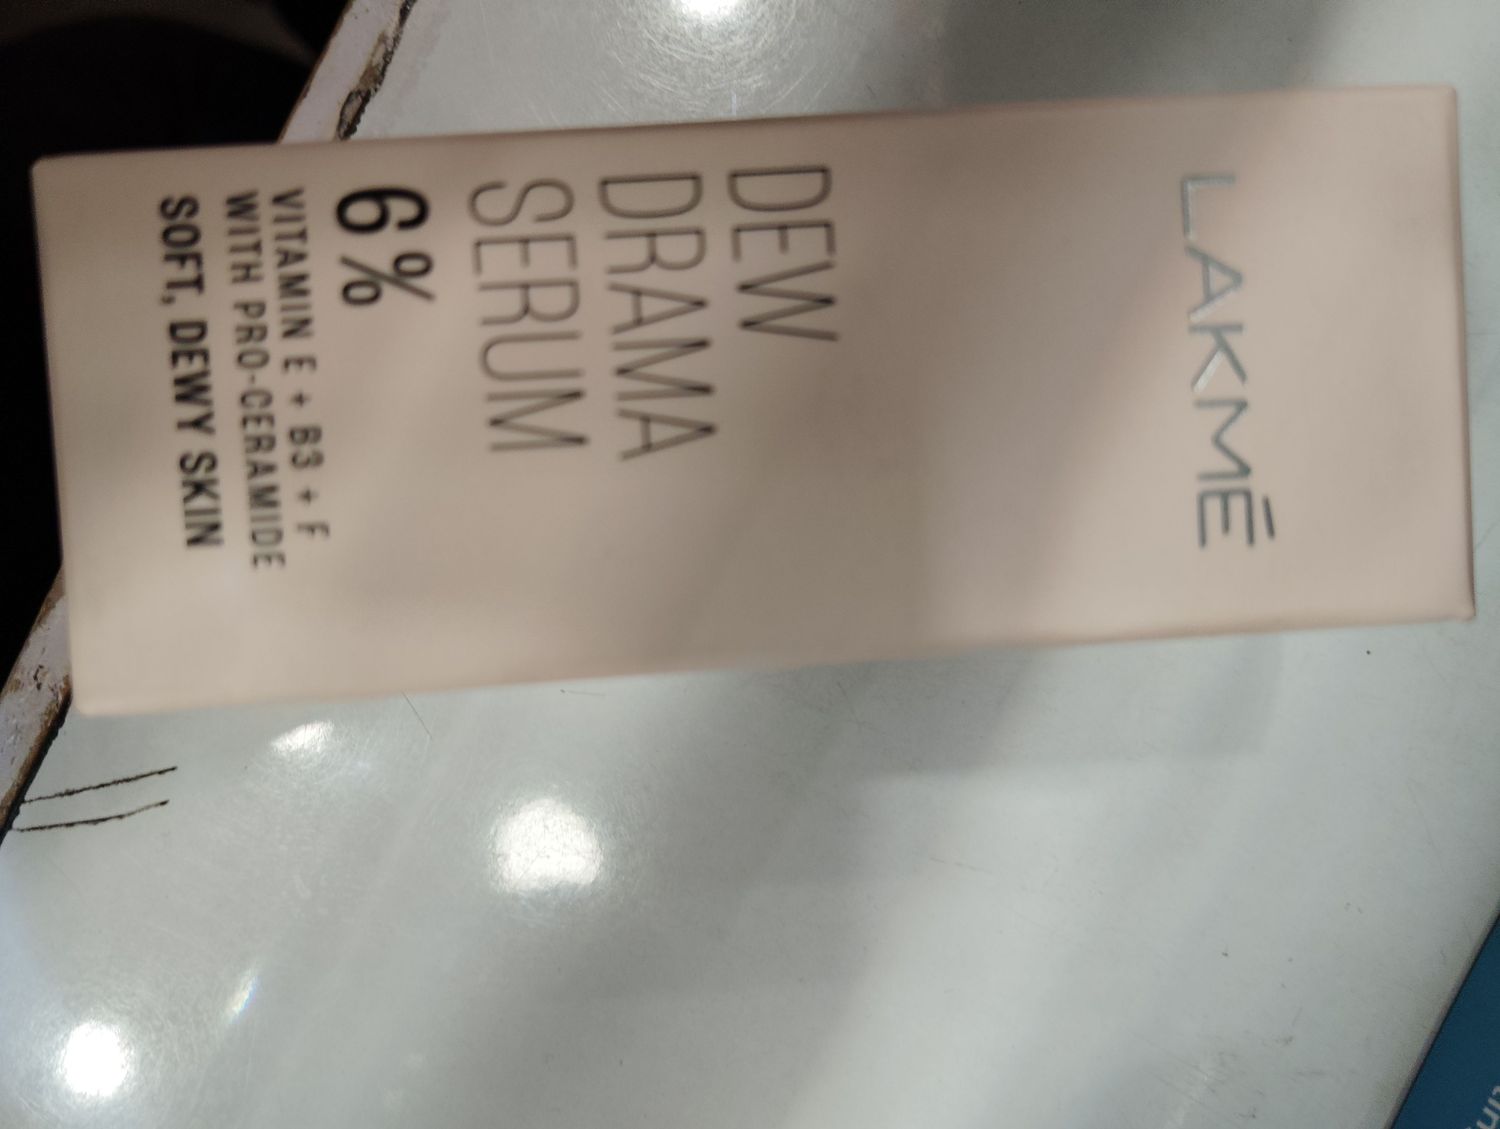 LAKMĒ
DEW
DRAMA
SERUM
6%
VITAMIN E + B3 + F
WITH PRO-CERAMIDE
SOFT, DEWY SKIN